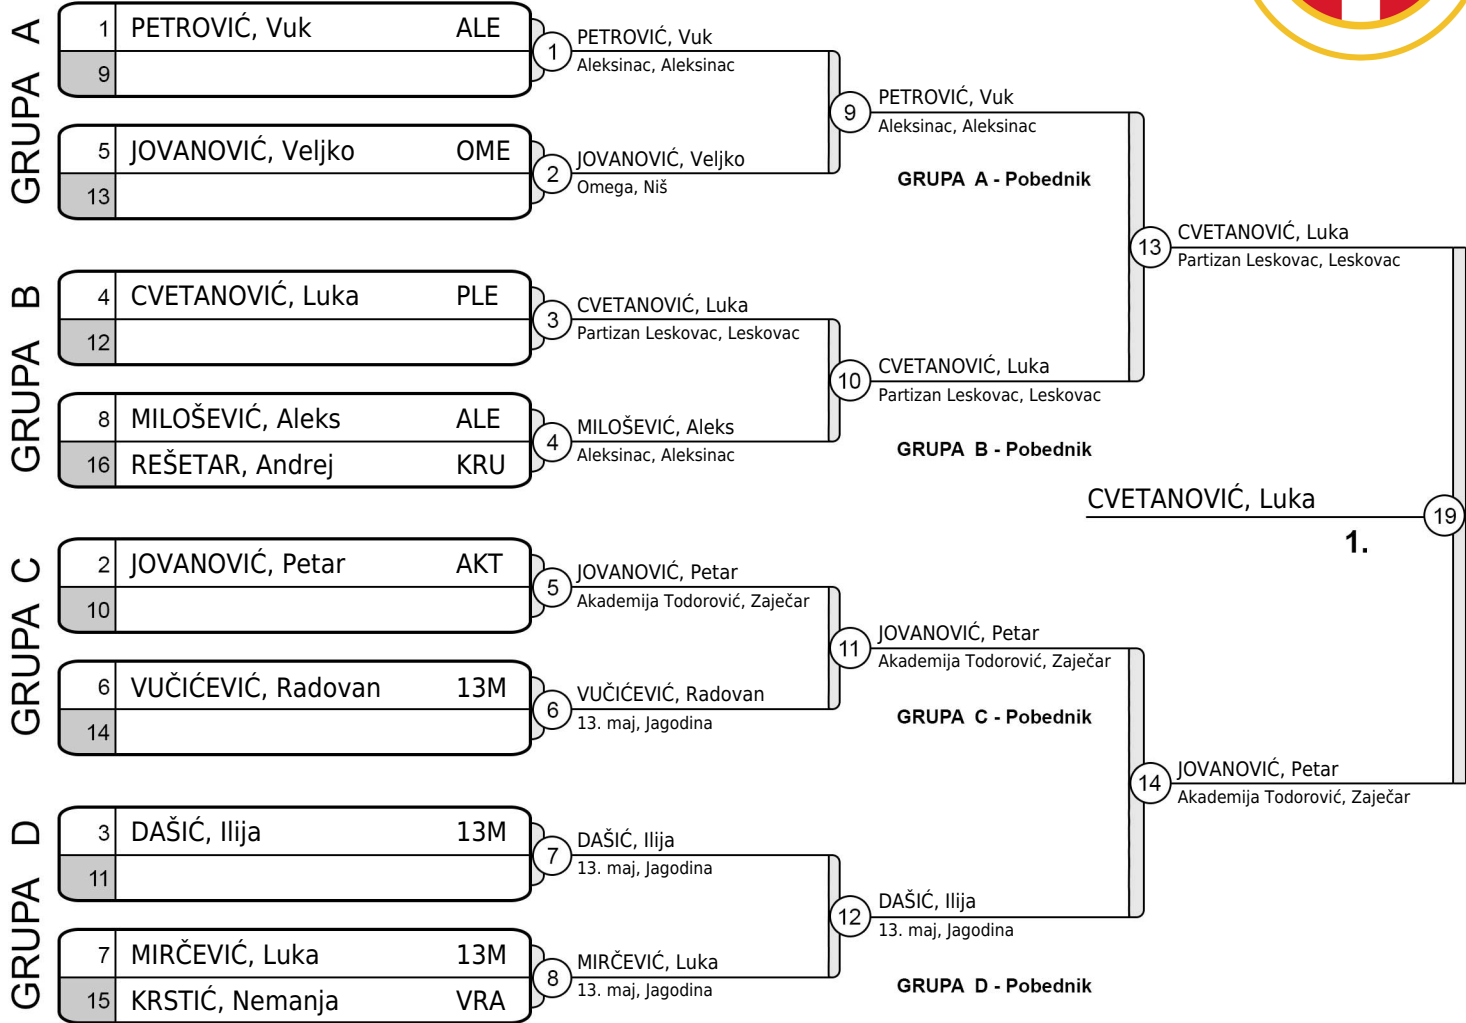 GRUPA A
1 PETROVIĆ, Vuk ALE
9
5 JOVANOVIĆ, Veljko OME
13
GRUPA B
4 CVETANOVIĆ, Luka PLE
12
8 MILOŠEVIĆ, Aleks ALE
16 REŠETAR, Andrej KRU
GRUPA C
2 JOVANOVIĆ, Petar AKT
10
6 VUČIĆEVIĆ, Radovan 13M
14
GRUPA D
3 DAŠIĆ, Ilija 13M
11
7 MIRČEVIĆ, Luka 13M
15 KRSTIĆ, Nemanja VRA
1 PETROVIĆ, Vuk
Aleksinac, Aleksinac
2 JOVANOVIĆ, Veljko
Omega, Niš
3 CVETANOVIĆ, Luka
Partizan Leskovac, Leskovac
4 MILOŠEVIĆ, Aleks
Aleksinac, Aleksinac
5 JOVANOVIĆ, Petar
Akademija Todorović, Zaječar
6 VUČIĆEVIĆ, Radovan
13. maj, Jagodina
7 DAŠIĆ, Ilija
13. maj, Jagodina
8 MIRČEVIĆ, Luka
13. maj, Jagodina
9 PETROVIĆ, Vuk
Aleksinac, Aleksinac
GRUPA A - Pobednik
10 CVETANOVIĆ, Luka
Partizan Leskovac, Leskovac
GRUPA B - Pobednik
11 JOVANOVIĆ, Petar
Akademija Todorović, Zaječar
GRUPA C - Pobednik
12 DAŠIĆ, Ilija
13. maj, Jagodina
GRUPA D - Pobednik
13 CVETANOVIĆ, Luka
Partizan Leskovac, Leskovac
14 JOVANOVIĆ, Petar
Akademija Todorović, Zaječar
CVETANOVIĆ, Luka 19
1.